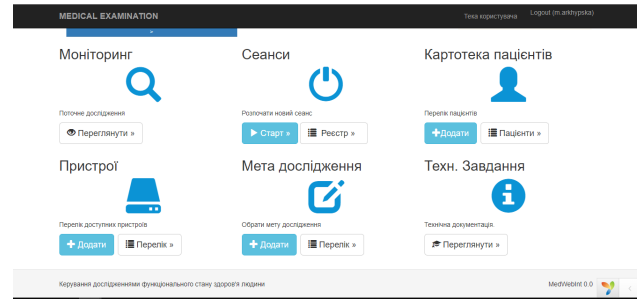 MEDICAL EXAMINATION Тека користувача Logout (m.arkhypska)
»
Моніторинг Сеанси Картотека пацієнтів
Поточне дослідження Розпочати новий сеанс Перелік пацієнтів
Переглянути » Старт » Реєстр » Додати Пацієнти »
Пристрої Мета дослідження Техн. Завдання
Перелік доступних пристроїв Обрати мету дослідження Технічна документація
Додати Перелік » Додати Перелік » Переглянути »
Керування дослідженнями функціонального стану здоров'я людини MedWebInt 0.0